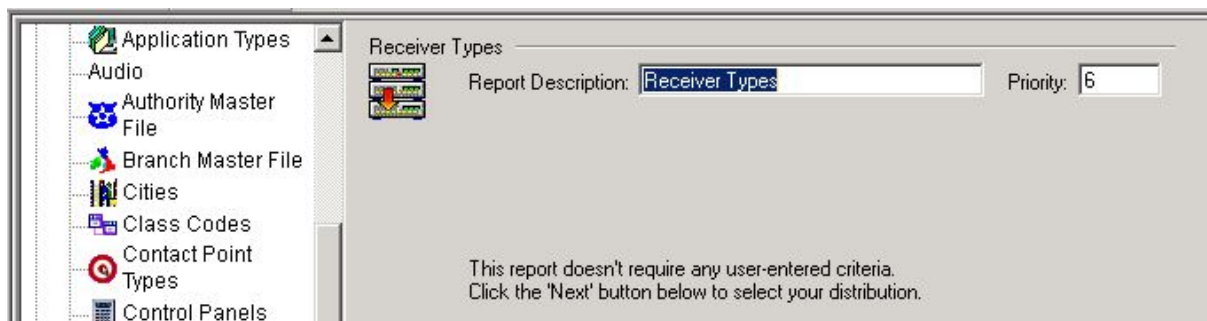 Application Types
Audio
Authority Master
File
Branch Master File
Cities
Class Codes
Contact Point
Types
Control Panels
Receiver Types
Report Description: Receiver Types Priority: 6
This report doesn't require any user-entered criteria.
Click the 'Next' button below to select your distribution.